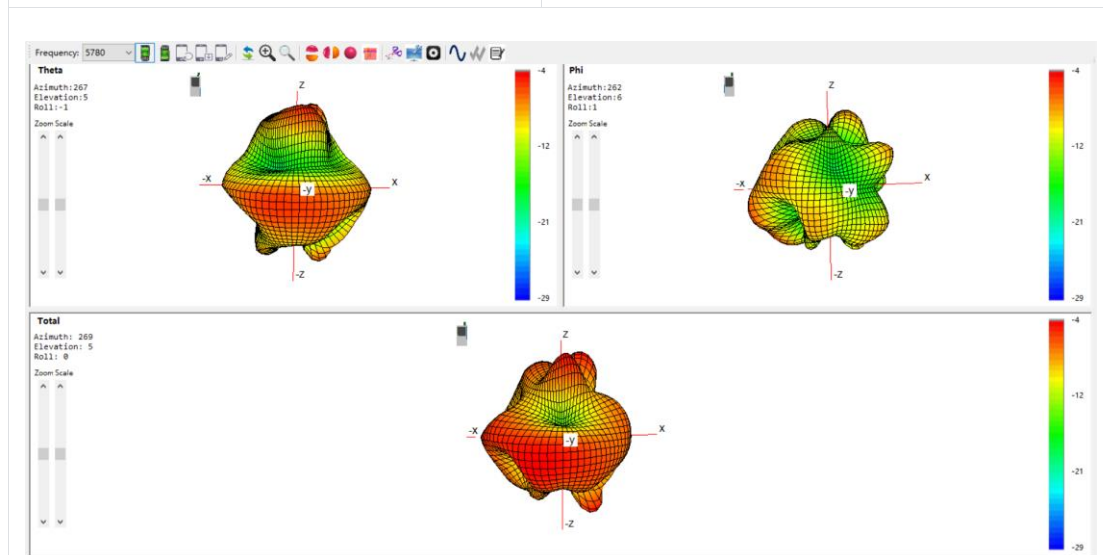 Frequency: 5780
Theta
Azimuth:267
Elevation:5
Roll:-1
Zoom Scale
Z
-X
X
-y
-Z
-4
-12
-21
-29
Phi
Azimuth:262
Elevation:6
Roll:1
Zoom Scale
Z
-X
X
-y
-Z
-4
-12
-21
-29
Total
Azimuth: 269
Elevation: 5
Roll: 0
Zoom Scale
Z
-X
X
-y
-Z
-4
-12
-21
-29